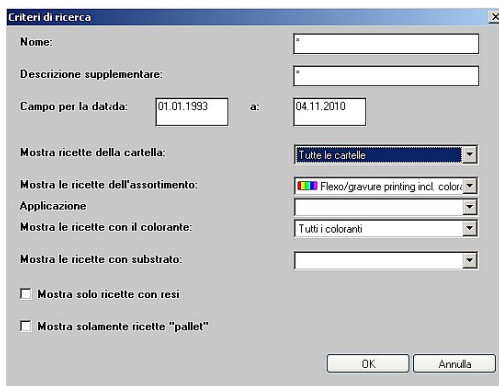 Criteri di ricerca
Nome: *
Descrizione supplementare: *
Campo per la datada: 01.01.1993 a: 04.11.2010
Mostra ricette della cartella: Tutte le cartelle
Mostra le ricette dell'assortimento: Flexo/gravure printing incl. colora
Applicazione
Mostra le ricette con il colorante: Tutti i coloranti
Mostra le ricette con substrato:
Mostra solo ricette con resi
Mostra solamente ricette "pallet"
OK Annulla